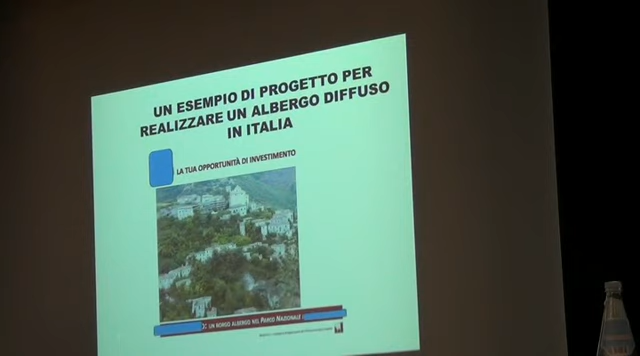 UN ESEMPIO DI PROGETTO PER
REALIZZARE UN ALBERGO DIFFUSO
IN ITALIA
LA TUA OPPORTUNITÀ DI INVESTIMENTO
UN BORGO ALBERGO NEL PARCO NAZIONALE